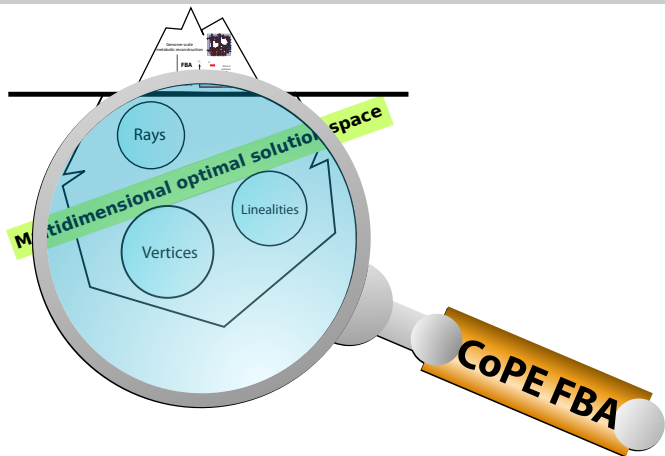 Genome-scale
metabolic reconstruction
FBA
Multidimensional optimal solution space
Rays
Linealities
Vertices
CoPE FBA